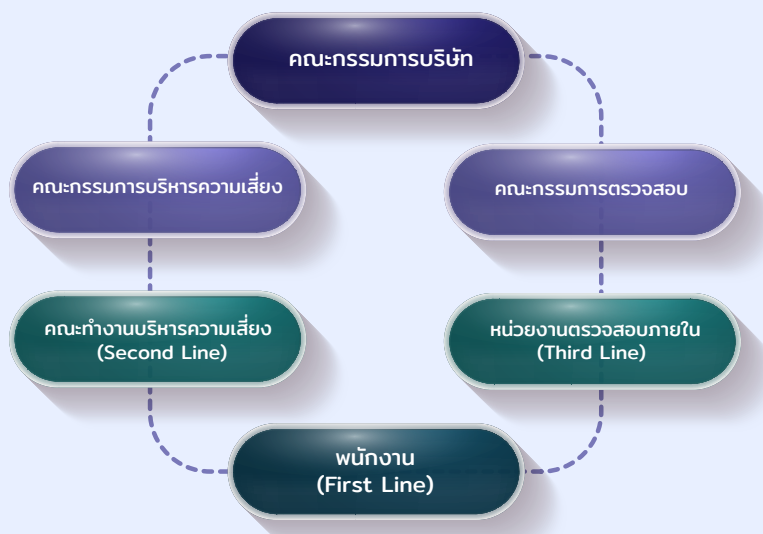 คณะกรรมการบริษัท
คณะกรรมการบริหารความเสี่ยง
คณะกรรมการตรวจสอบ
คณะทำงานบริหารความเสี่ยง
(Second Line)
หน่วยงานตรวจสอบภายใน
(Third Line)
พนักงาน
(First Line)